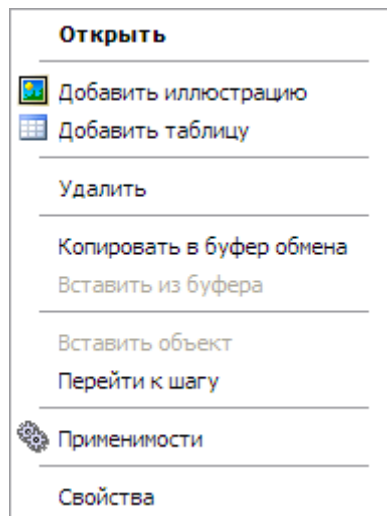 Открыть
Добавить иллюстрацию
Добавить таблицу
Удалить
Копировать в буфер обмена
Вставить из буфера
Вставить объект
Перейти к шагу
Применимости
Свойства